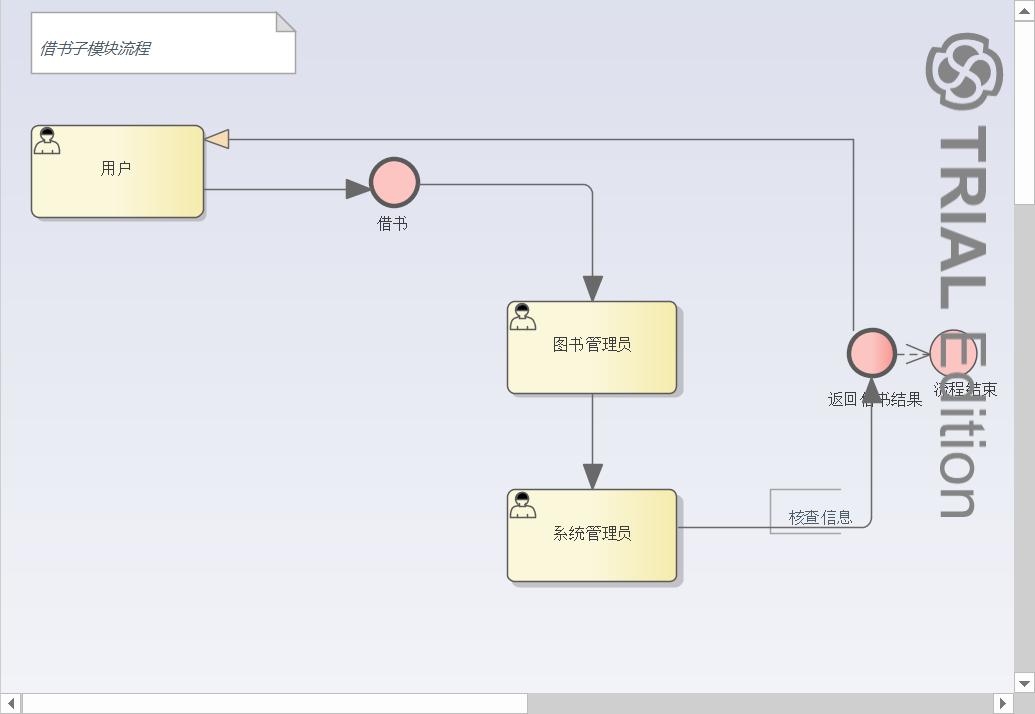 借书子模块流程
用户
借书
图书管理员
返回借书结果
流程结束
核查信息
系统管理员
TRIAL Edition